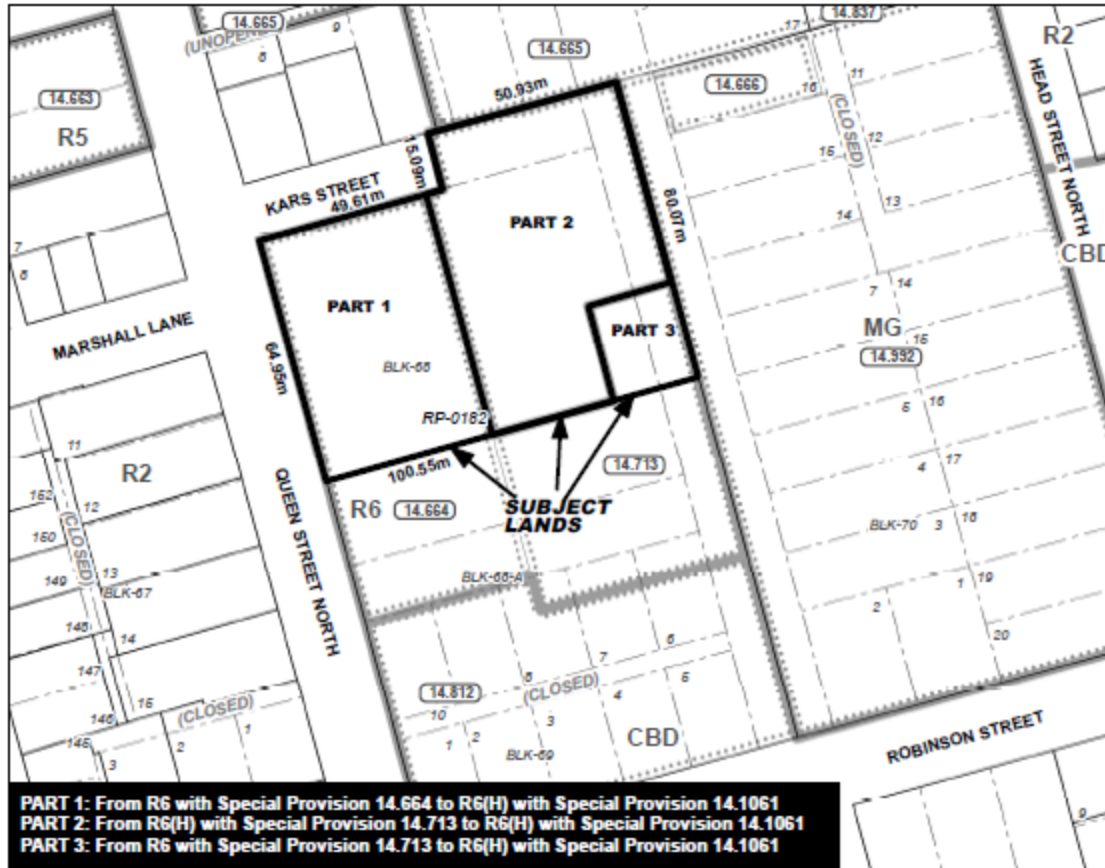 14.665
(UNOPENE
9
8
14.663
R5
14.665
50.93m
17
14.837
14.666
16
11
(CLOSED)
R2
HEAD STREET NORTH
15
12
13
14
CBD
KARS STREET
49.61m
15.09m
PART 2
80.07m
7
8
MARSHALL LANE
PART 1
PART 3
64.95m
BLK-68
RP-0182
7
14
MG
15
14.992
6
16
4
17
BLK-70
3
18
1
19
2
20
11
R2
152
12
(CLOSED)
150
149
13
BLK-67
148
14
147
15
146
145
(CLOSED)
3
2
1
QUEEN STREET NORTH
100.55m
14.713
R6
14.664
SUBJECT
LANDS
BLK-68-A
14.812
10
8
7
6
(CLOSED)
5
4
3
2
1
BLK-69
CBD
ROBINSON STREET
9
PART 1: From R6 with Special Provision 14.664 to R6(H) with Special Provision 14.1061
PART 2: From R6(H) with Special Provision 14.713 to R6(H) with Special Provision 14.1061
PART 3: From R6 with Special Provision 14.713 to R6(H) with Special Provision 14.1061